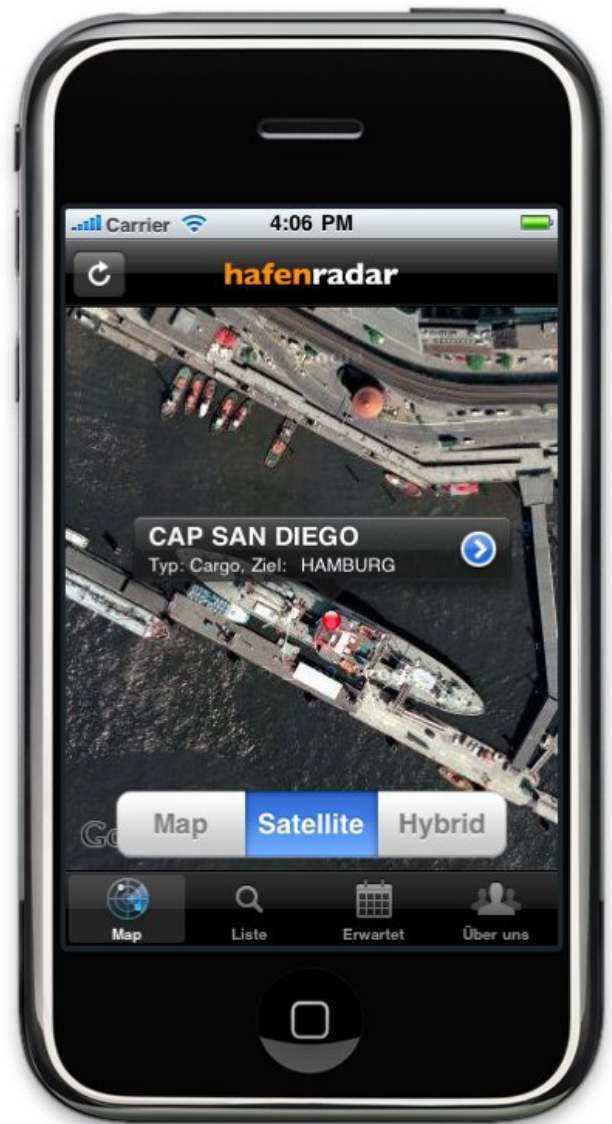 Carrier 4:06 PM
hafenradar
CAP SAN DIEGO
Typ: Cargo, Ziel: HAMBURG
Map Satellite Hybrid
Map Liste Erwartet Über uns